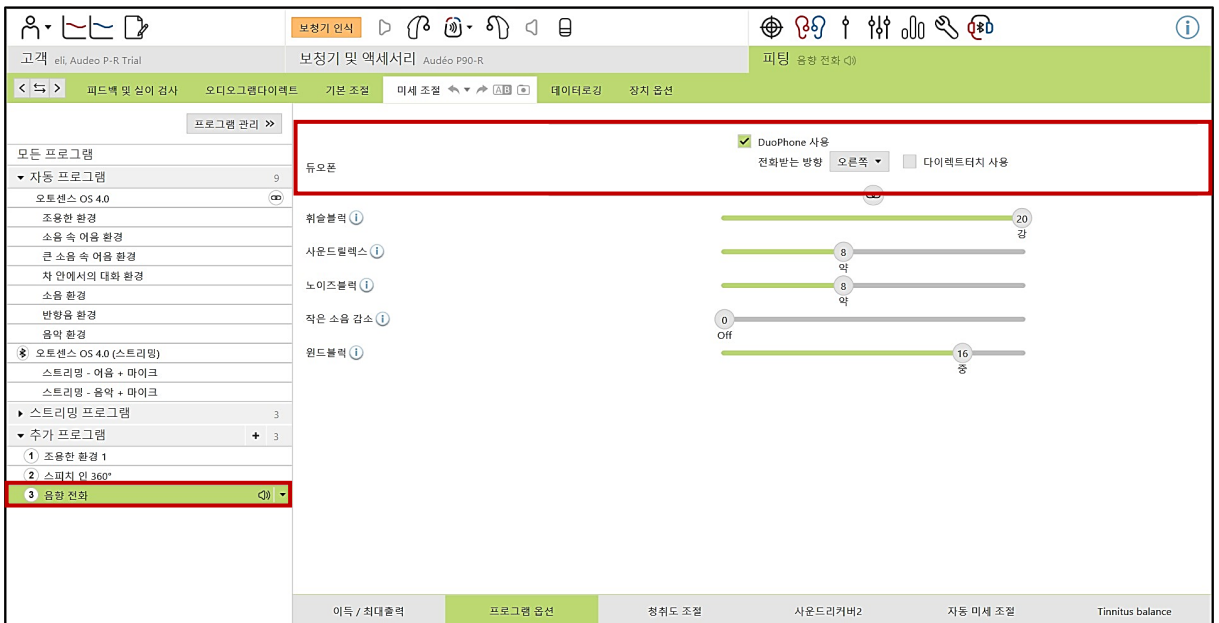 보청기 인식
고객 eli, Audeo P-R Trial
보청기 및 액세서리 Audéo P90-R
피팅 음향 전화
피드백 및 실이 검사 오디오그램다이렉트 기본 조절 미세 조절 AB 데이터로깅 장치 옵션
프로그램 관리
모든 프로그램
자동 프로그램 9
오토센스 OS 4.0
조용한 환경
소음 속 어음 환경
큰 소음 속 어음 환경
차 안에서의 대화 환경
소음 환경
반향음 환경
음악 환경
오토센스 OS 4.0 (스트리밍)
스트리밍 - 어음 + 마이크
스트리밍 - 음악 + 마이크
스트리밍 프로그램 3
추가 프로그램 + 3
1 조용한 환경 1
2 스피치 인 360°
3 음향 전화
듀오폰
DuoPhone 사용
전화받는 방향 오른쪽 다이렉트터치 사용
휘슬블럭 20
강
사운드릴렉스 8
약
노이즈블럭 8
약
작은 소음 감소 0
Off
윈드블럭 16
중
이득 / 최대출력 프로그램 옵션 청취도 조절 사운드리커버2 자동 미세 조절 Tinnitus balance